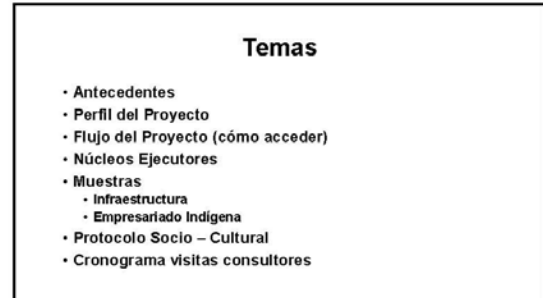 Temas
• Antecedentes
• Perfil del Proyecto
• Flujo del Proyecto (cómo acceder)
• Núcleos Ejecutores
• Muestras
• Infraestructura
• Empresariado Indígena
• Protocolo Socio – Cultural
• Cronograma visitas consultores